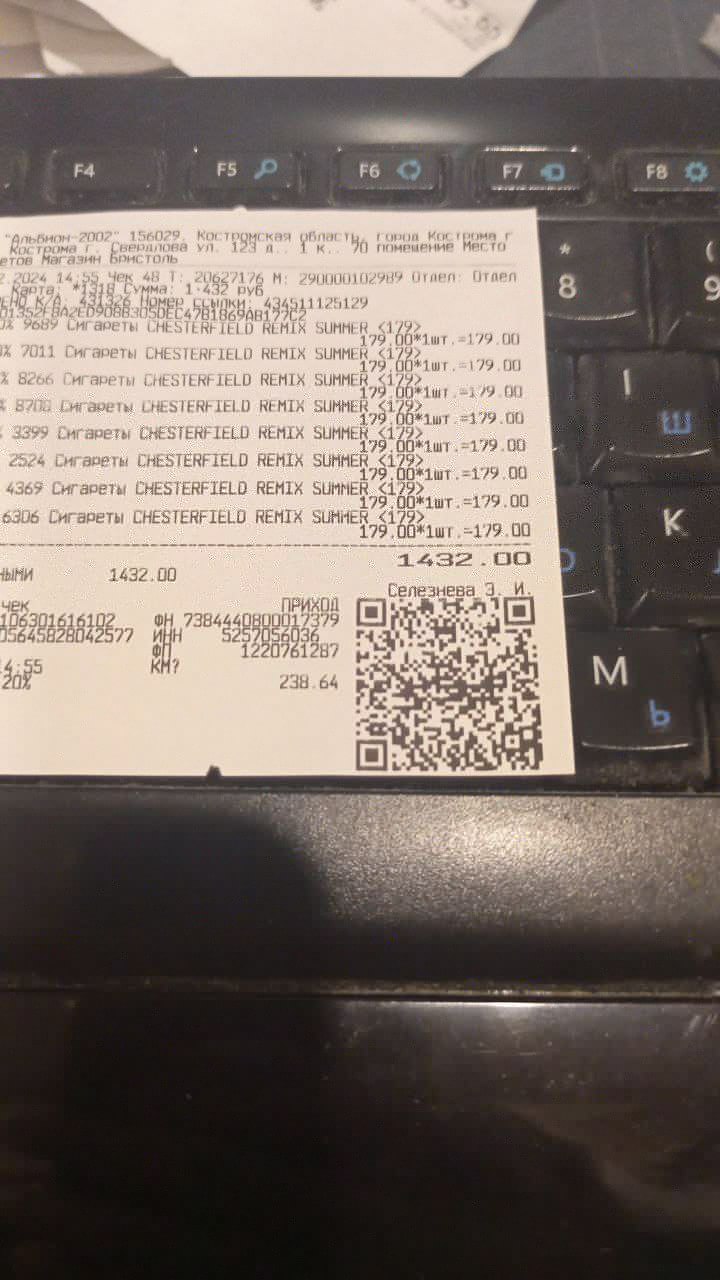 F4 F5 F6 F7 F8
"Альбион-2002" 156029, Костромская область, город Кострома г
Кострома г. Свердлова ул. 123 д.. 1 к.. 70 помещение Место
етов Магазин Бристоль
2.2024 14:55 Чек 48 Т: 20627176 М: 290000102989 Отдел: Отдел
Карта: *1318 Сумма: 1·432 руб
ЕНО К/А: 431326 Номер ссылки: 434511125129
01352F8A2ED9088305DEC47B1869AB177C2
0% 9689 Сигареты CHESTERFIELD REMIX SUMMER <179>
179.00*1шт.=179.00
0% 7011 Сигареты CHESTERFIELD REMIX SUMMER <179>
179.00*1шт.=179.00
% 8266 Сигареты CHESTERFIELD REMIX SUMMER <179>
179.00*1шт.=179.00
% 8700 Сигареты CHESTERFIELD REMIX SUMMER <179>
179.00*1шт.=179.00
3399 Сигареты CHESTERFIELD REMIX SUMMER <179>
179.00*1шт.=179.00
2524 Сигареты CHESTERFIELD REMIX SUMMER <179>
179.00*1шт.=179.00
4369 Сигареты CHESTERFIELD REMIX SUMMER <179>
179.00*1шт.=179.00
6306 Сигареты CHESTERFIELD REMIX SUMMER <179>
179.00*1шт.=179.00
1432.00
НЫМИ 1432.00
Селезнева Э. И.
чек ПРИХОД
106301616102 ФН 7384440800017379
05645828042577 ИНН 5257056036
ФП 1220761287
4:55 КМ?
20% 238.64
* 8
( 9
I Ш
K
M Ь